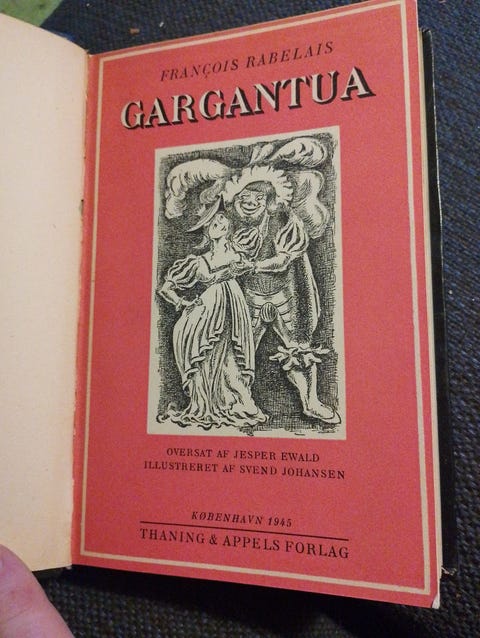 FRANÇOIS RABELAIS
GARGANTUA
OVERSAT AF JESPER EWALD
ILLUSTRERET AF SVEND JOHANSEN
KØBENHAVN 1945
THANING & APPELS FORLAG